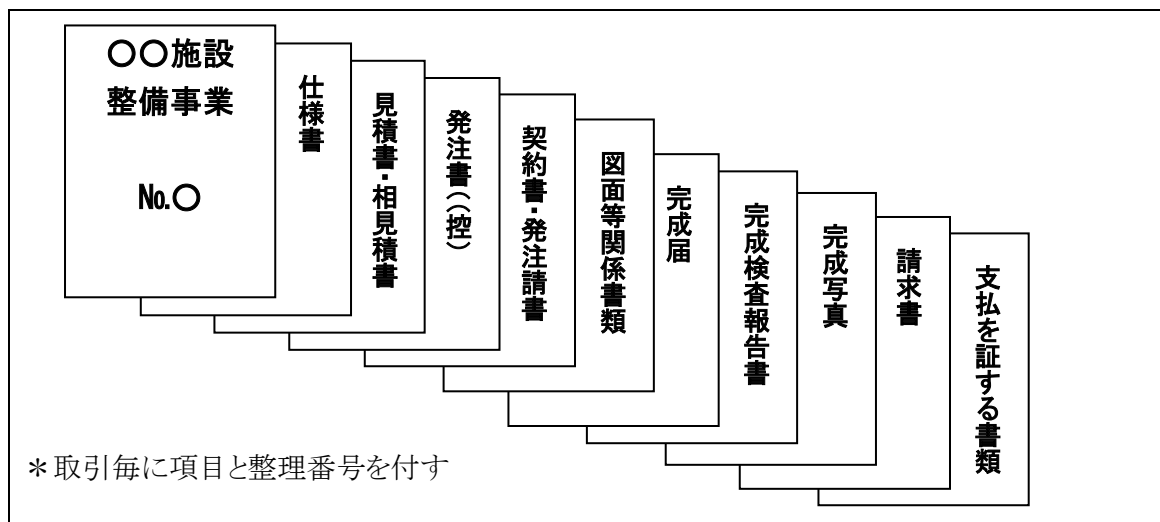 〇〇施設
整備事業
№〇
仕様書
見積書・相見積書
発注書（（控）
契約書・発注請書
図面等関係書類
完成届
完成検査報告書
完成写真
請求書
支払を証する書類
＊取引毎に項目と整理番号を付す